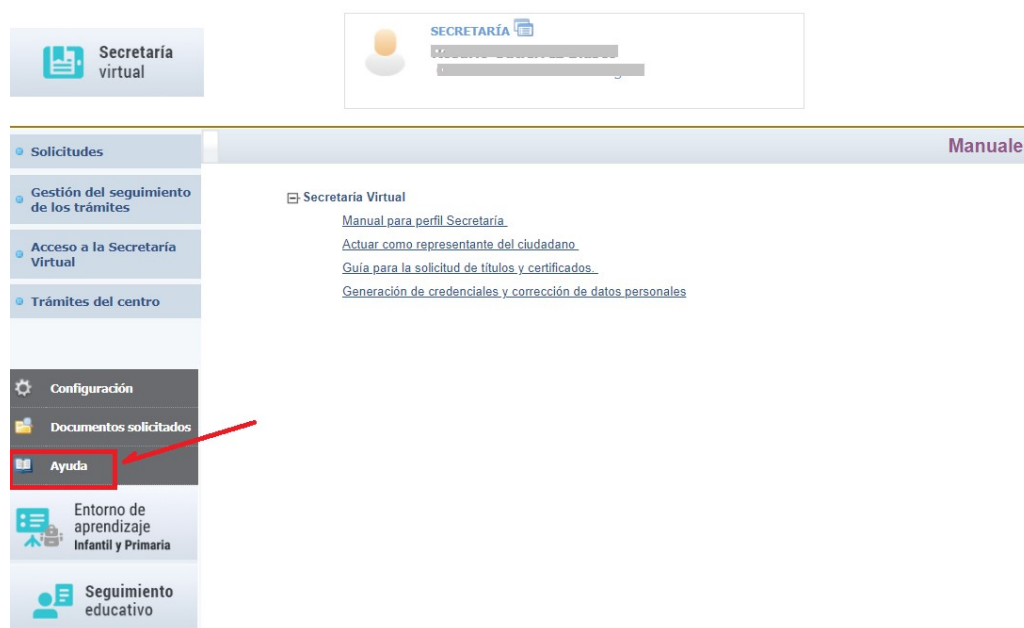 Secretaría
virtual
SECRETARÍA
Solicitudes
Gestión del seguimiento
de los trámites
Acceso a la Secretaría
Virtual
Trámites del centro
Configuración
Documentos solicitados
Ayuda
Entorno de
aprendizaje
Infantil y Primaria
Seguimiento
educativo
Manuale
Secretaría Virtual
Manual para perfil Secretaría
Actuar como representante del ciudadano
Guía para la solicitud de títulos y certificados.
Generación de credenciales y corrección de datos personales